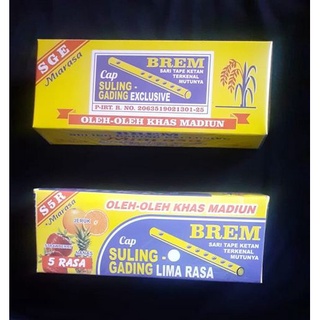 SGE
Miarasa
BREM
SARI TAPE KETAN
TERKENAL
MUTUNYA
Cap
SULING -
GADING EXCLUSIVE
P-IRT. R. NO. 2063519021301-23
OLEH-OLEH KHAS MADIUN
S5R
Miarasa
OLEH-OLEH KHAS MADIUN
BREM
SARI TAPE KETAN
TERKENAL
MUTUNYA
JERUK
Cap
SULING -
GADING LIMA RASA
5 RASA